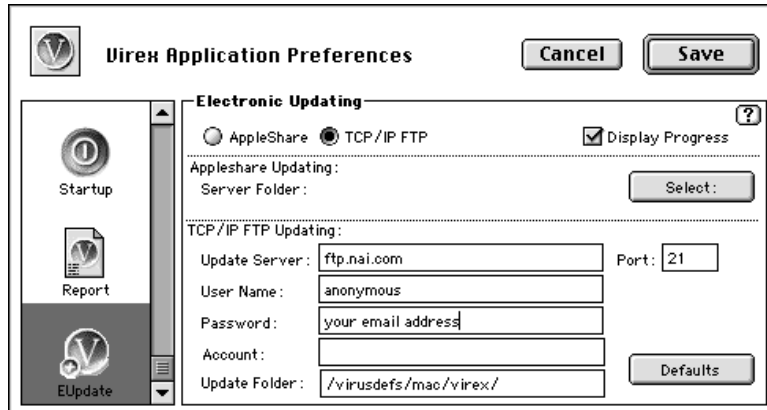 Virex Application Preferences
Cancel
Save
Startup
Report
EUpdate
Electronic Updating
?
AppleShare
TCP/IP FTP
Display Progress
Appleshare Updating:
Server Folder:
Select:
TCP/IP FTP Updating:
Update Server: ftp.nai.com
Port: 21
User Name: anonymous
Password: your email address
Account:
Update Folder: /virusdefs/mac/virex/
Defaults